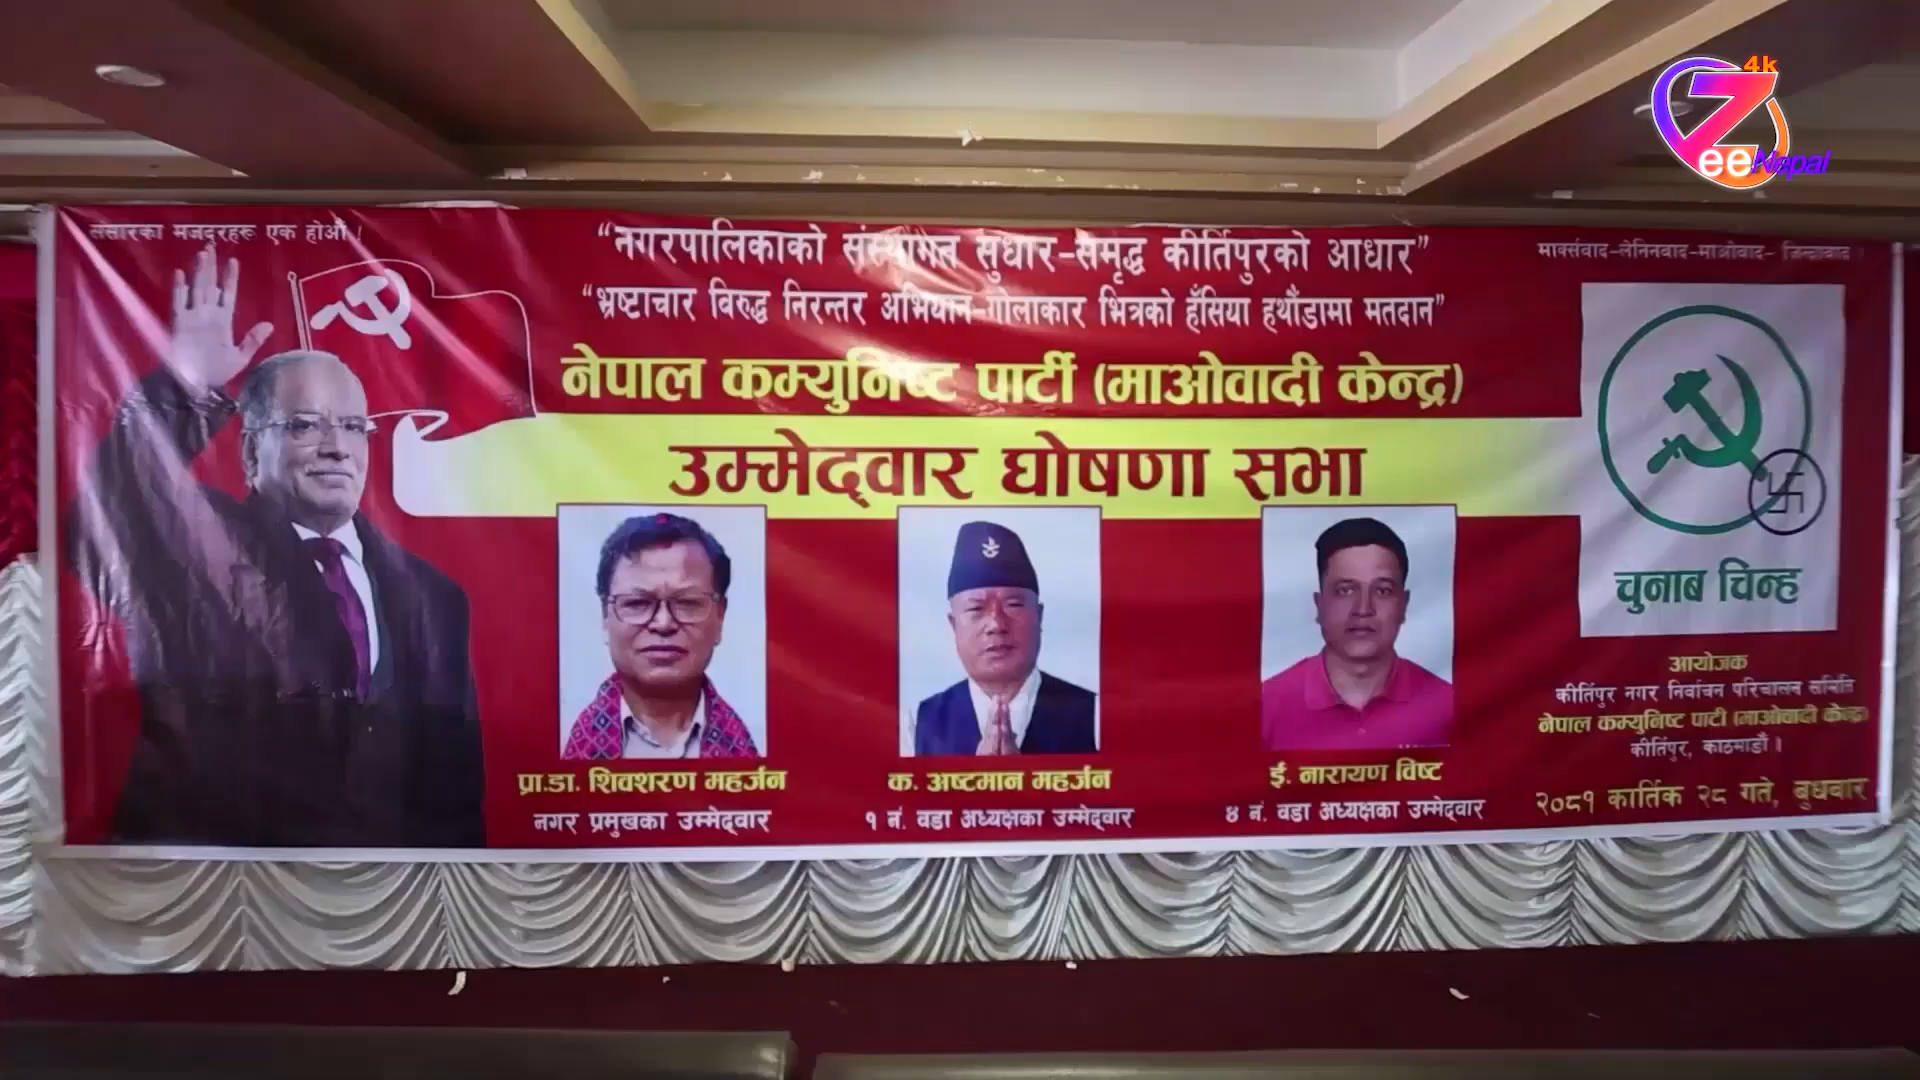 4k
Zee Nepal
संसारका मजदुरहरू एक होऔं !
"नगरपालिकाको संस्थागत सुधार-समृद्ध कीर्तिपुरको आधार"
मार्क्सवाद-लेनिनवाद-माओवाद- जिन्दावाद !
"भ्रष्टाचार विरुद्ध निरन्तर अभियान-गोलाकार भित्रको हँसिया हथौंडामा मतदान"
नेपाल कम्युनिष्ट पार्टी (माओवादी केन्द्र)
उम्मेद्वार घोषणा सभा
चुनाब चिन्ह
प्रा.डा. शिवशरण महर्जन
नगर प्रमुखका उम्मेद्वार
क. अष्टमान महर्जन
१ नं. वडा अध्यक्षका उम्मेद्वार
ई. नारायण विष्ट
४ नं. वडा अध्यक्षका उम्मेद्वार
आयोजक
कीर्तिपुर नगर निर्वाचन परिचालन समिति
नेपाल कम्युनिष्ट पार्टी (माओवादी केन्द्र)
कीर्तिपुर, काठमाडौं ।
२०८१ कार्तिक २८ गते, बुधवार